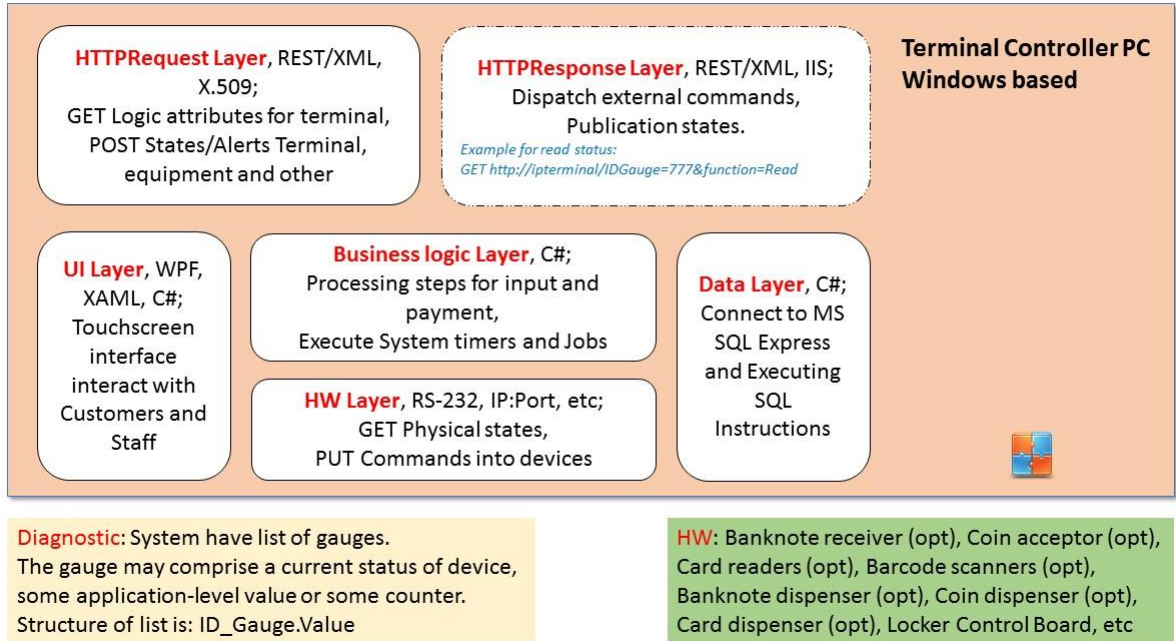 HTTPRequest Layer, REST/XML,
X.509;
GET Logic attributes for terminal,
POST States/Alerts Terminal,
equipment and other
HTTPResponse Layer, REST/XML, IIS;
Dispatch external commands,
Publication states.
Example for read status:
GET http://ipterminal/IDGauge=777&function=Read
Terminal Controller PC
Windows based
UI Layer, WPF,
XAML, C#;
Touchscreen
interface
interact with
Customers and
Staff
Business logic Layer, C#;
Processing steps for input and
payment,
Execute System timers and Jobs
HW Layer, RS-232, IP:Port, etc;
GET Physical states,
PUT Commands into devices
Data Layer, C#;
Connect to MS
SQL Express
and Executing
SQL
Instructions
Diagnostic: System have list of gauges.
The gauge may comprise a current status of device,
some application-level value or some counter.
Structure of list is: ID_Gauge.Value
HW: Banknote receiver (opt), Coin acceptor (opt),
Card readers (opt), Barcode scanners (opt),
Banknote dispenser (opt), Coin dispenser (opt),
Card dispenser (opt), Locker Control Board, etc